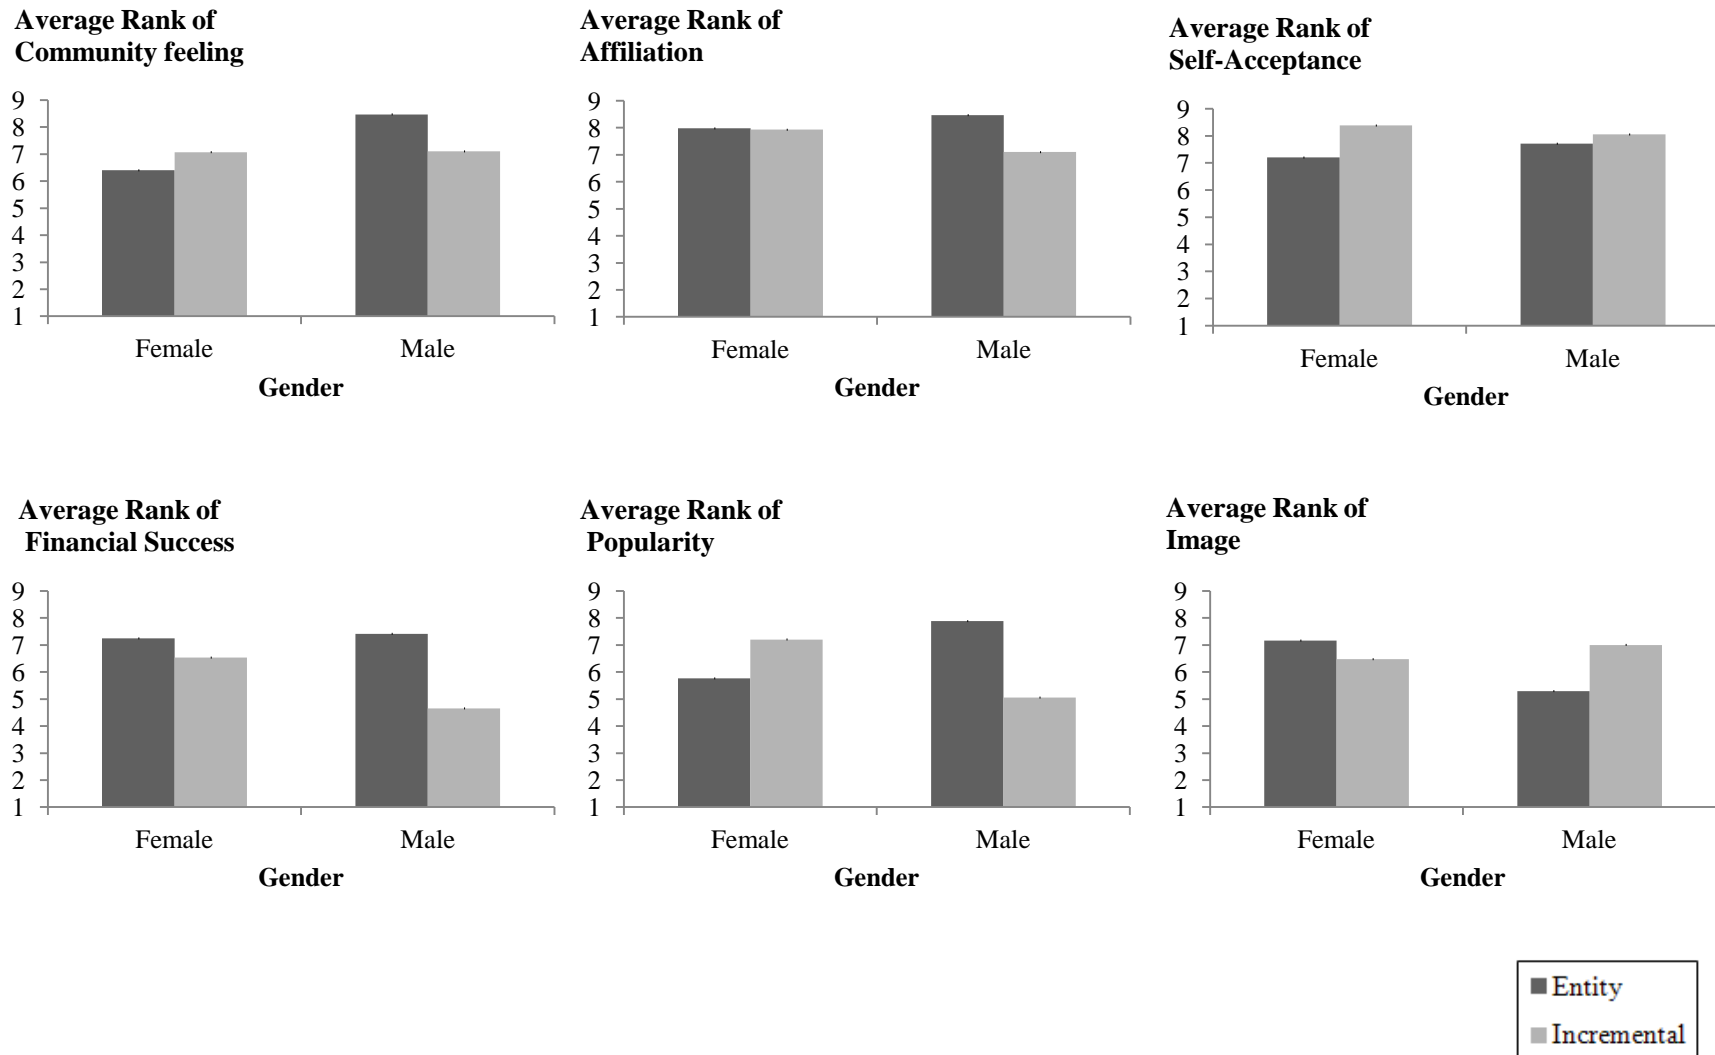 Average Rank of
Community feeling
9
8
7
6
5
4
3
2
1
Female Male
Gender
Average Rank of
Affiliation
9
8
7
6
5
4
3
2
1
Female Male
Gender
Average Rank of
Self-Acceptance
9
8
7
6
5
4
3
2
1
Female Male
Gender
Average Rank of
Financial Success
9
8
7
6
5
4
3
2
1
Female Male
Gender
Average Rank of
Popularity
9
8
7
6
5
4
3
2
1
Female Male
Gender
Average Rank of
Image
9
8
7
6
5
4
3
2
1
Female Male
Gender
Entity
Incremental